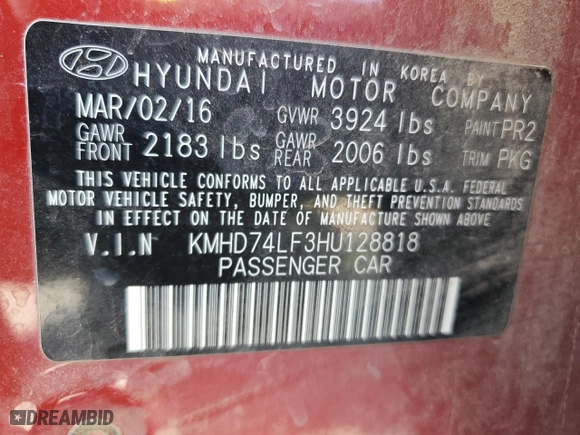 MANUFACTURED IN KOREA BY
HYUNDAI MOTOR COMPANY
MAR/02/16 GVWR 3924 lbs PAINT PR2
GAWR FRONT 2183 lbs GAWR REAR 2006 lbs TRIM PKG
THIS VEHICLE CONFORMS TO ALL APPLICABLE U.S.A. FEDERAL
MOTOR VEHICLE SAFETY, BUMPER, AND THEFT PREVENTION STANDARDS
IN EFFECT ON THE DATE OF MANUFACTURE SHOWN ABOVE.
V.I.N KMHD74LF3HU128818
PASSENGER CAR
DREAMBID